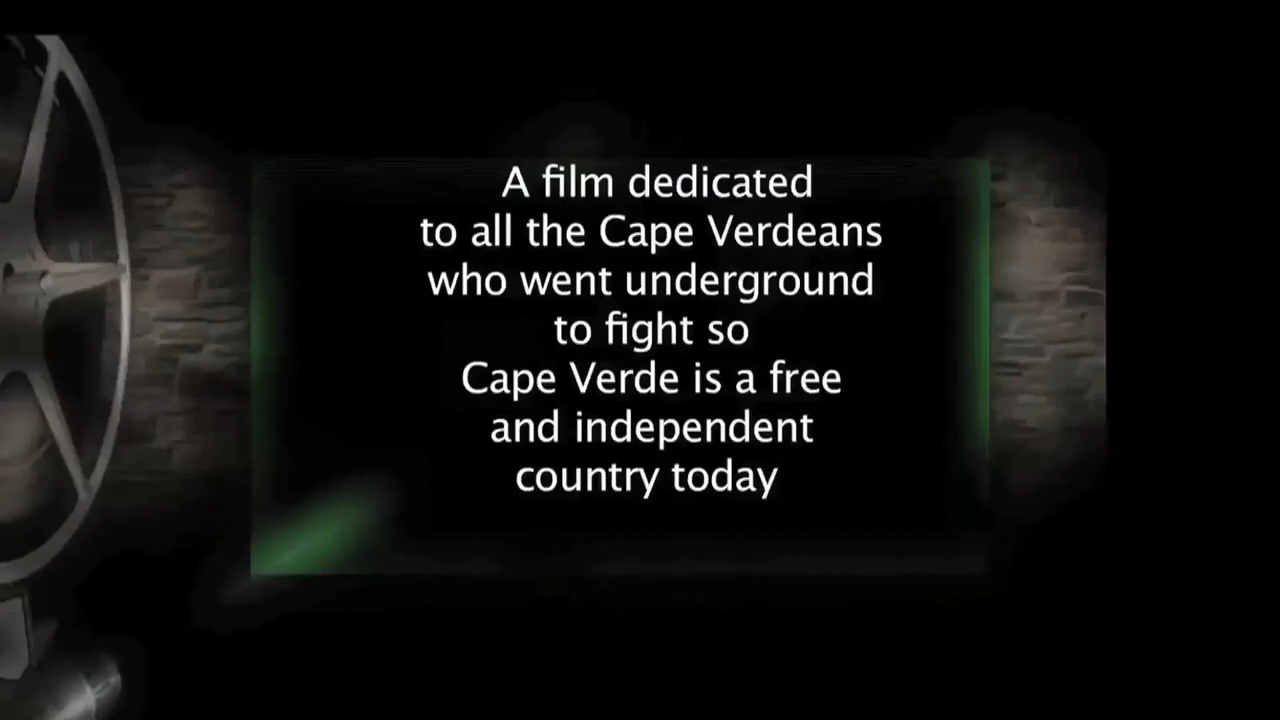 A film dedicated
to all the Cape Verdeans
who went underground
to fight so
Cape Verde is a free
and independent
country today